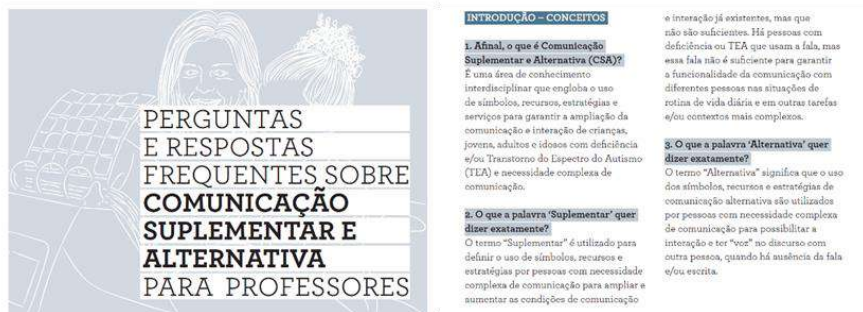 PERGUNTAS
E RESPOSTAS
FREQUENTES SOBRE
COMUNICAÇÃO
SUPLEMENTAR E
ALTERNATIVA
PARA PROFESSORES
INTRODUÇÃO – CONCEITOS
1. Afinal, o que é Comunicação
Suplementar e Alternativa (CSA)?
É uma área de conhecimento
interdisciplinar que engloba o uso
de símbolos, recursos, estratégias e
serviços para garantir a ampliação da
comunicação e interação de crianças,
jovens, adultos e idosos com deficiência
e/ou Transtorno do Espectro do Autismo
(TEA) e necessidade complexa de
comunicação.
2. O que a palavra ‘Suplementar’ quer
dizer exatamente?
O termo “Suplementar” é utilizado para
definir o uso de símbolos, recursos e
estratégias por pessoas com necessidade
complexa de comunicação para ampliar e
aumentar as condições de comunicação
e interação já existentes, mas que
não são suficientes. Há pessoas com
deficiência ou TEA que usam a fala, mas
essa fala não é suficiente para garantir
a funcionalidade da comunicação com
diferentes pessoas nas situações de
rotina de vida diária e em outras tarefas
e/ou contextos mais complexos.
3. O que a palavra ‘Alternativa’ quer
dizer exatamente?
O termo “Alternativa” significa que o uso
dos símbolos, recursos e estratégias de
comunicação alternativa são utilizados
por pessoas com necessidade complexa
de comunicação para possibilitar a
interação e ter “voz” no discurso com
outra pessoa, quando há ausência da fala
e/ou escrita.